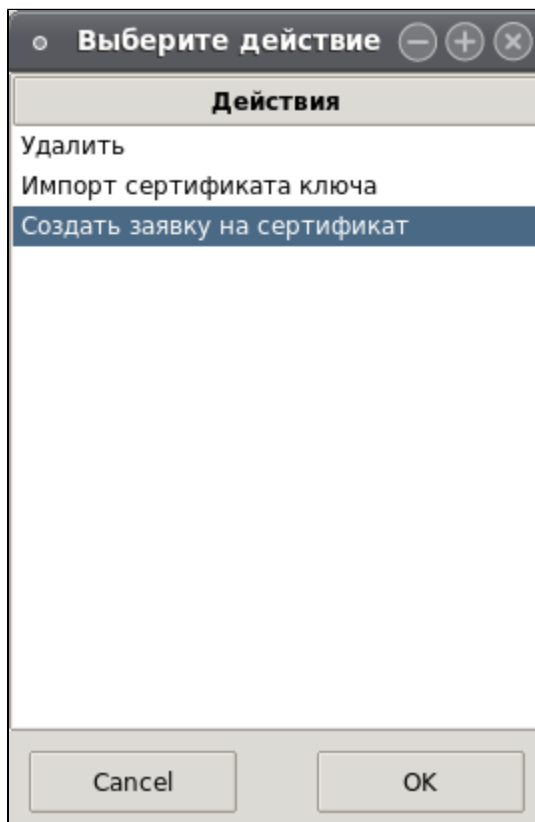 Выберите действие
Действия
Удалить
Импорт сертификата ключа
Создать заявку на сертификат
Cancel
OK